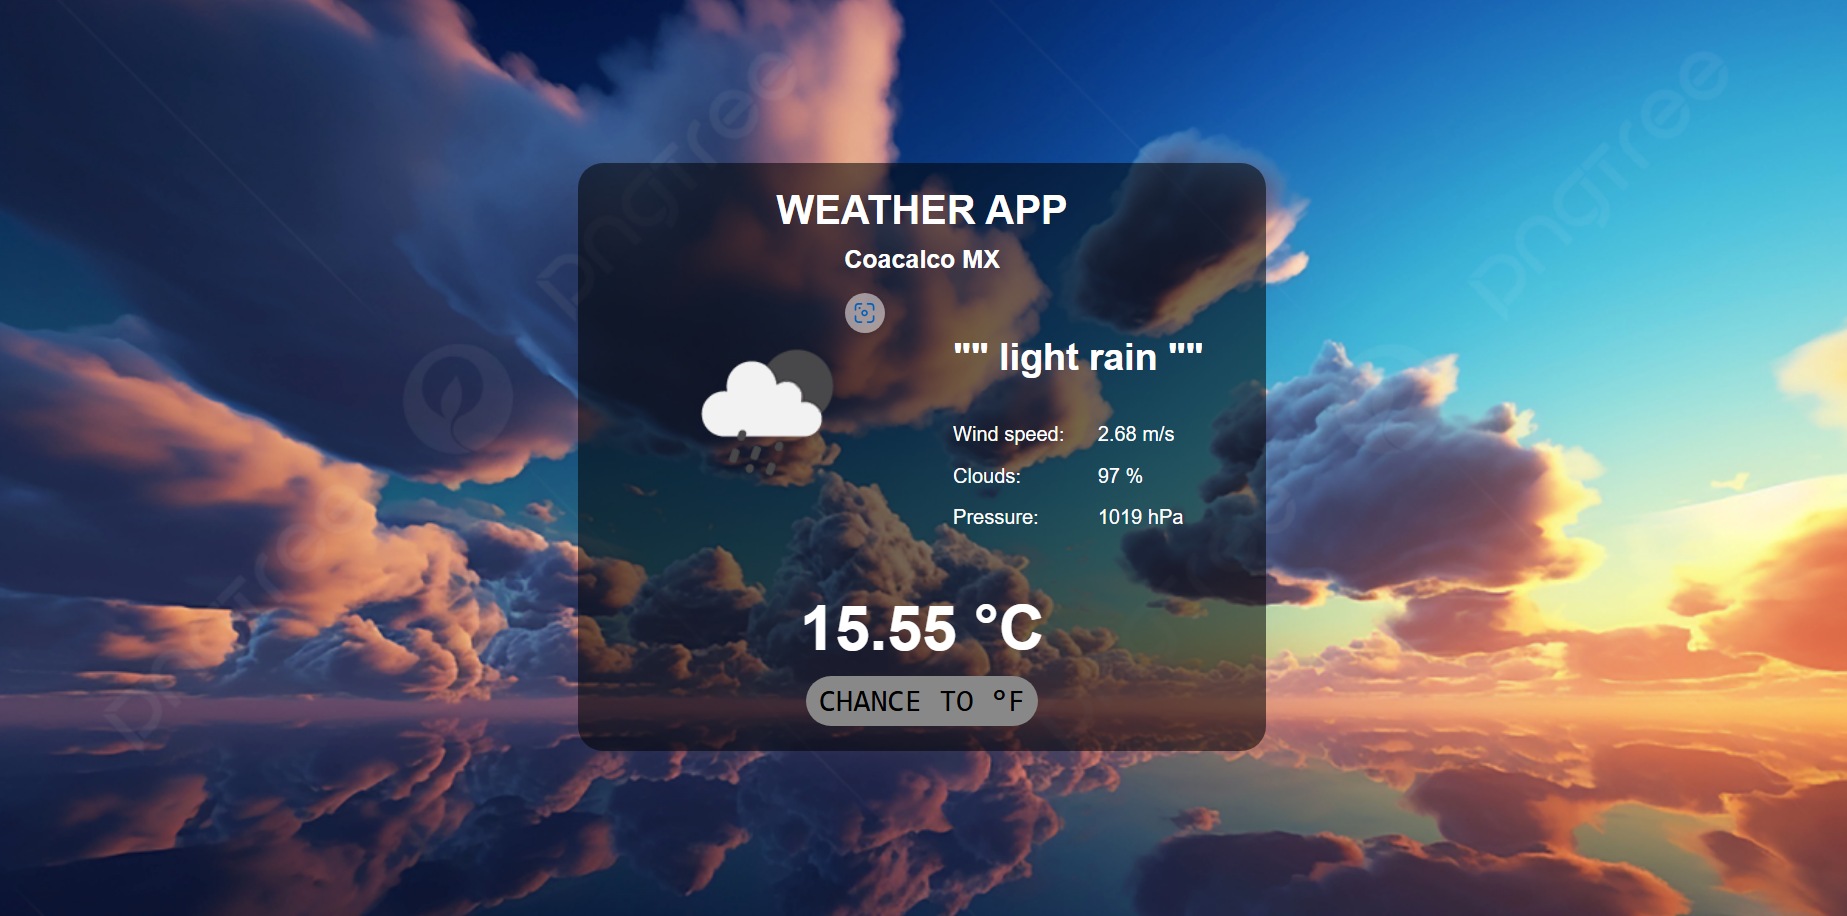 WEATHER APP
Coacalco MX
"" light rain ""
Wind speed: 2.68 m/s
Clouds: 97 %
Pressure: 1019 hPa
15.55 °C
CHANCE TO °F
pngtree
pngtree
pngtree